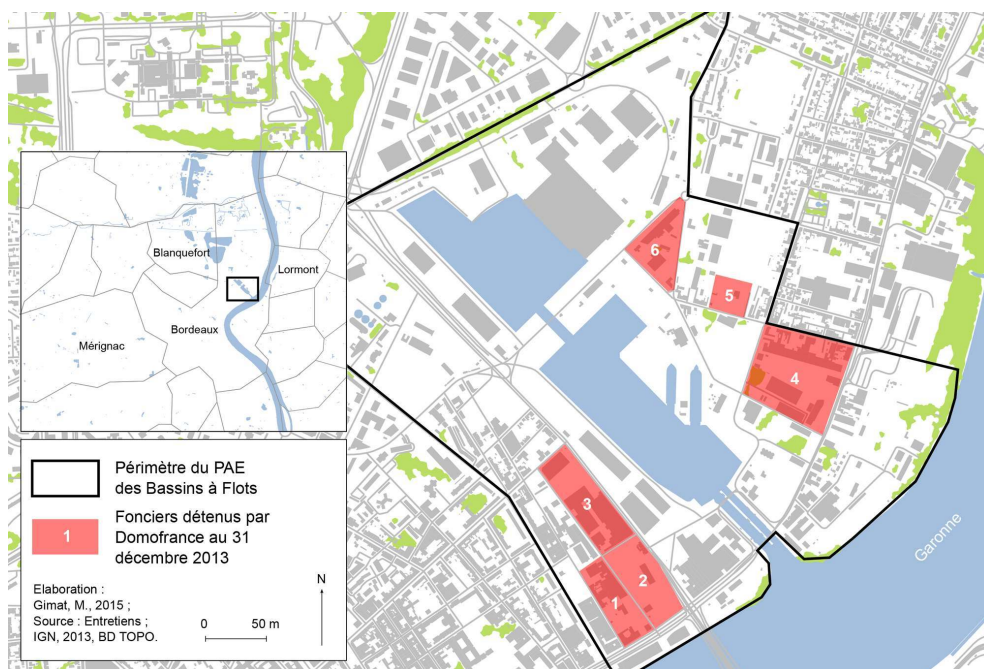 Blanquefort
Lormont
Bordeaux
Mérignac
Périmètre du PAE
des Bassins à Flots
1
Fonciers détenus par
Domofrance au 31
décembre 2013
Elaboration :
Gimat, M., 2015 ;
Source : Entretiens ;
IGN, 2013, BD TOPO.
0 50 m
N
6
5
4
3
2
1
Garonne